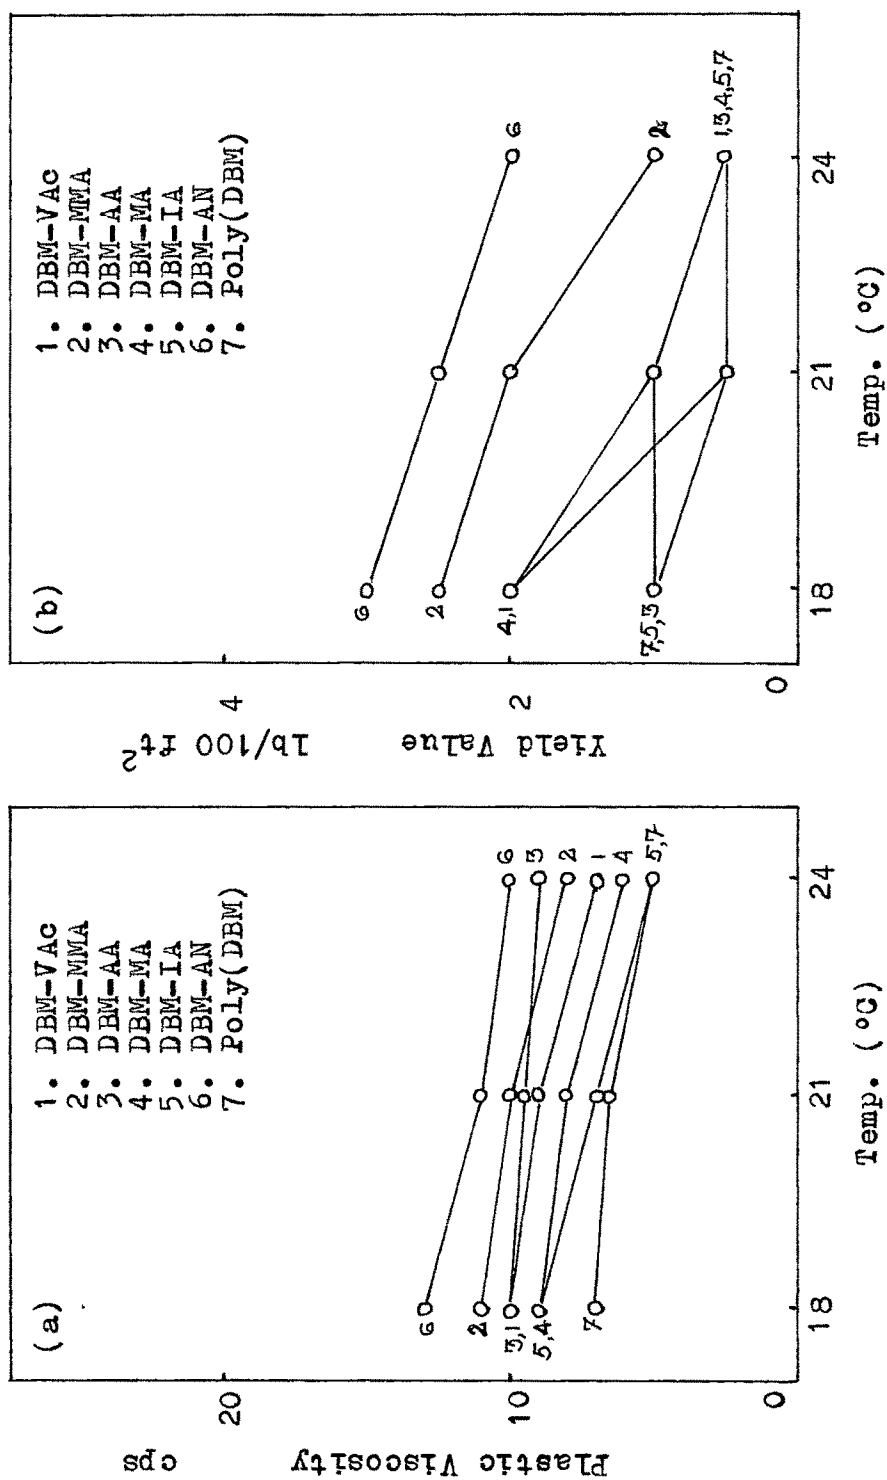 (a)
1. DBM-VAc
2. DBM-MMA
3. DBM-AA
4. DBM-MA
5. DBM-IA
6. DBM-AN
7. Poly(DBM)
Plastic Viscosity
cps
20
10
0
6
2
3,1
5,4
7
6
3
2
1
4
5,7
18
21
24
Temp. (°C)
(b)
1. DBM-VAc
2. DBM-MMA
3. DBM-AA
4. DBM-MA
5. DBM-IA
6. DBM-AN
7. Poly(DBM)
Yield Value
lb/100 ft²
4
2
0
6
2
4,1
7,5,3
6
2
1,3,4,5,7
18
21
24
Temp. (°C)